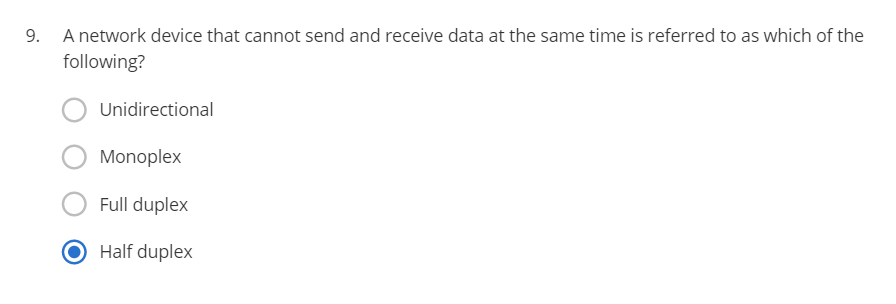 9. A network device that cannot send and receive data at the same time is referred to as which of the
following?
Unidirectional
Monoplex
Full duplex
Half duplex